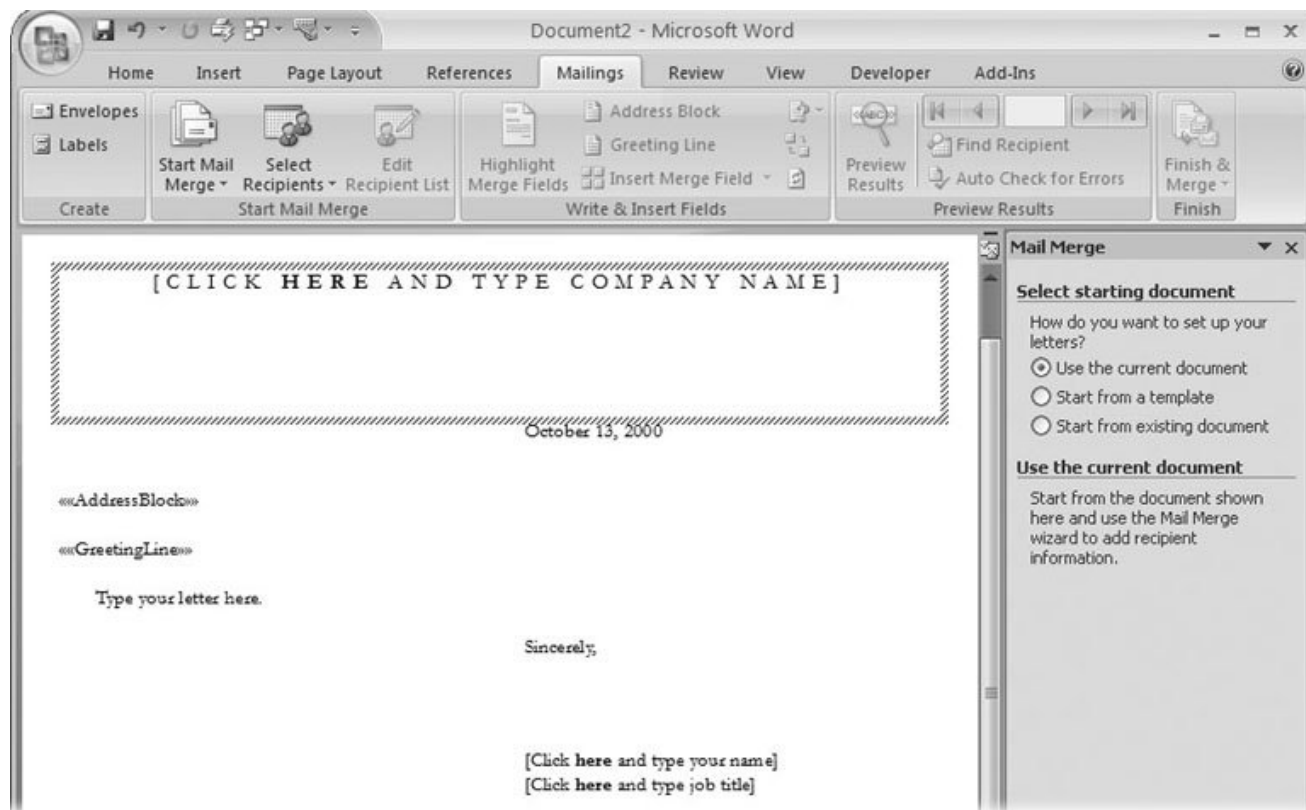 Document2 - Microsoft Word
Home Insert Page Layout References Mailings Review View Developer Add-Ins
Envelopes
Labels
Create
Start Mail
Merge
Select
Recipients
Edit
Recipient List
Start Mail Merge
Highlight
Merge Fields
Address Block
Greeting Line
Insert Merge Field
Write & Insert Fields
ABC
Preview
Results
Find Recipient
Auto Check for Errors
Preview Results
Finish &
Merge
Finish
[CLICK HERE AND TYPE COMPANY NAME]
October 13, 2000
««AddressBlock»»
««GreetingLine»»
Type your letter here.
Sincerely,
[Click here and type your name]
[Click here and type job title]
Mail Merge
Select starting document
How do you want to set up your
letters?
Use the current document
Start from a template
Start from existing document
Use the current document
Start from the document shown
here and use the Mail Merge
wizard to add recipient
information.